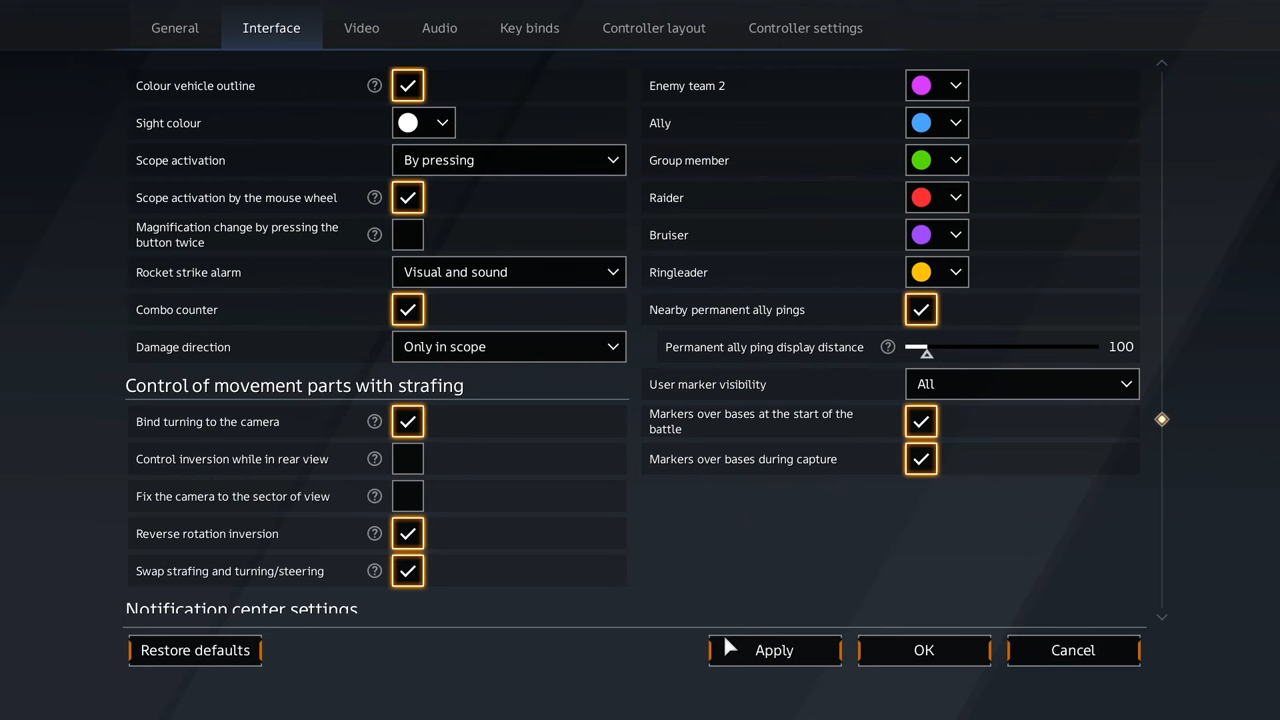 General
Interface
Video
Audio
Key binds
Controller layout
Controller settings
Colour vehicle outline
?
Sight colour
Scope activation
By pressing
Scope activation by the mouse wheel
?
Magnification change by pressing the
button twice
?
Rocket strike alarm
Visual and sound
Combo counter
Damage direction
Only in scope
Control of movement parts with strafing
Bind turning to the camera
?
Control inversion while in rear view
?
Fix the camera to the sector of view
?
Reverse rotation inversion
?
Swap strafing and turning/steering
?
Notification center settings
Enemy team 2
Ally
Group member
Raider
Bruiser
Ringleader
Nearby permanent ally pings
Permanent ally ping display distance
?
100
User marker visibility
All
Markers over bases at the start of the
battle
Markers over bases during capture
Restore defaults
Apply
OK
Cancel